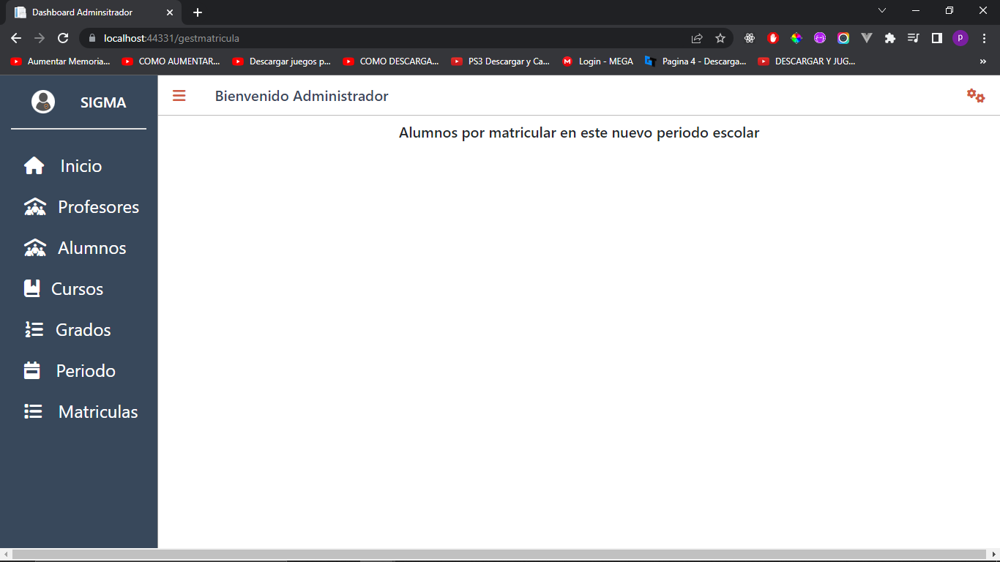 Dashboard Adminsitrador
localhost:44331/gestmatricula
p
Aumentar Memoria...
COMO AUMENTAR...
Descargar juegos p...
COMO DESCARGA...
PS3 Descargar y Ca...
Login - MEGA
Pagina 4 - Descarga...
DESCARGAR Y JUG...
»
SIGMA
Bienvenido Administrador
Alumnos por matricular en este nuevo periodo escolar
Inicio
Profesores
Alumnos
Cursos
Grados
Periodo
Matriculas